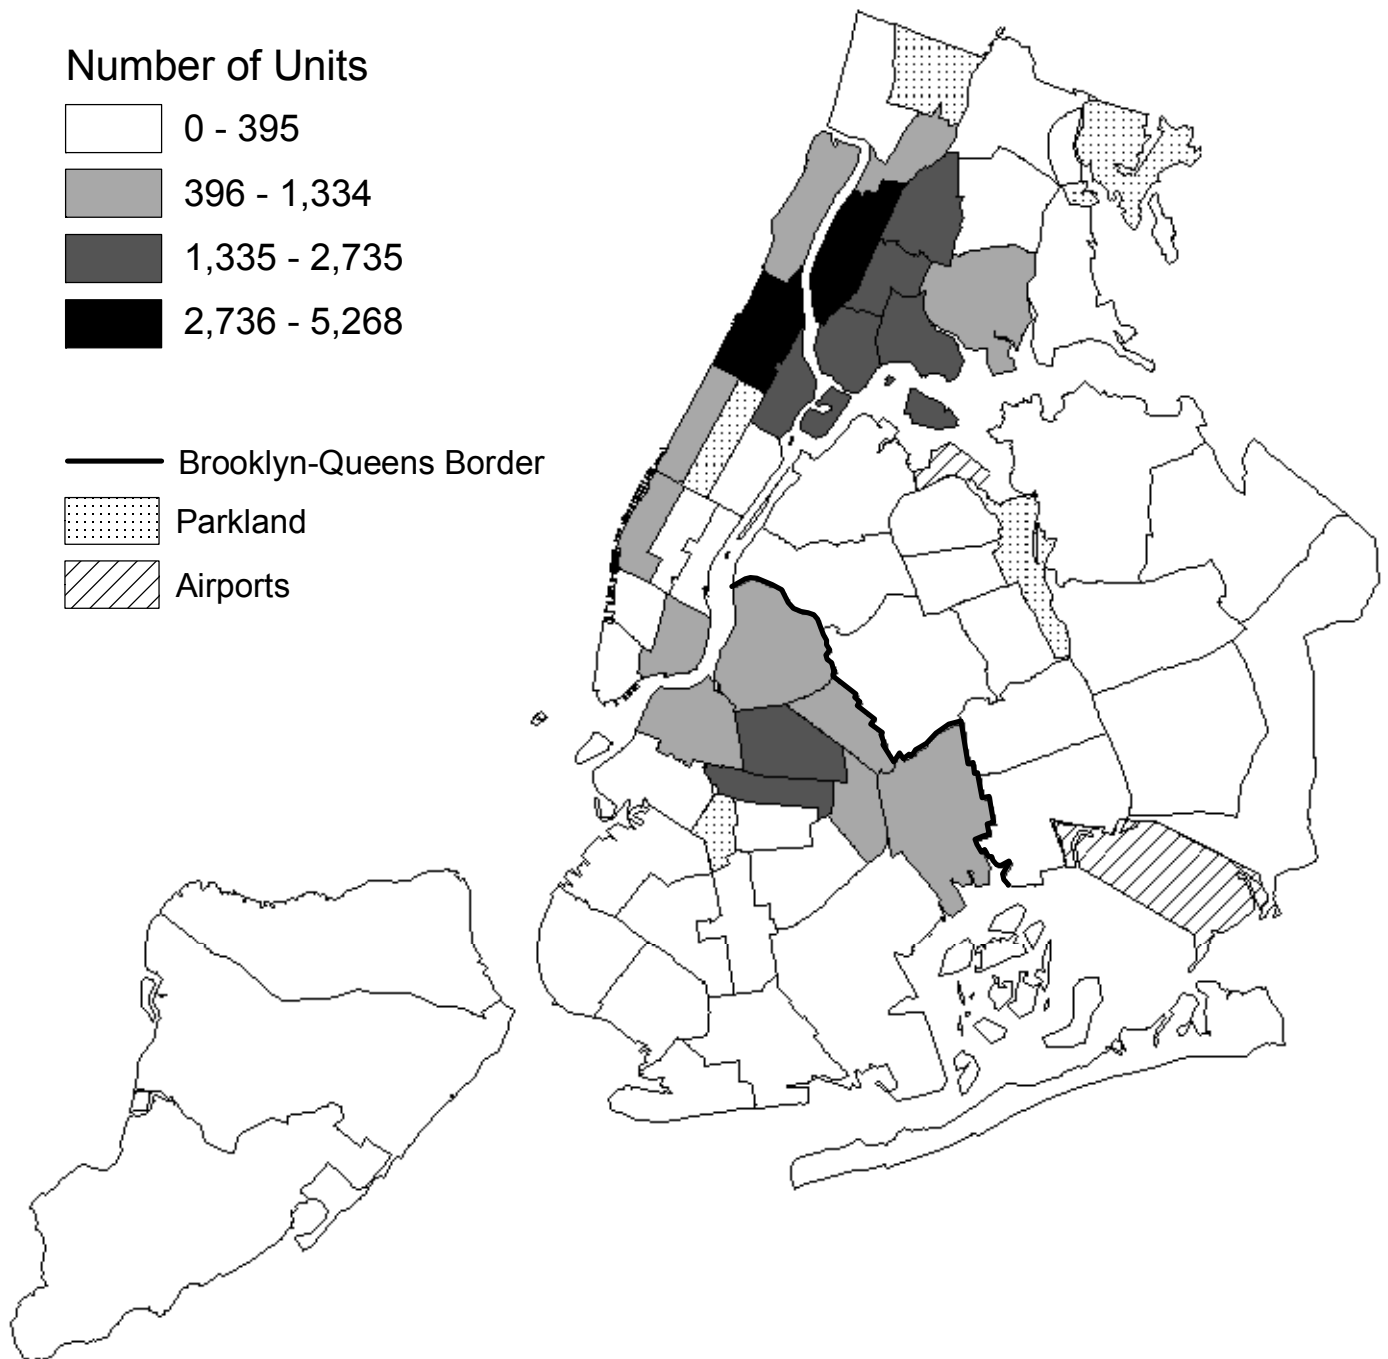 Number of Units
0 - 395
396 - 1,334
1,335 - 2,735
2,736 - 5,268
Brooklyn-Queens Border
Parkland
Airports